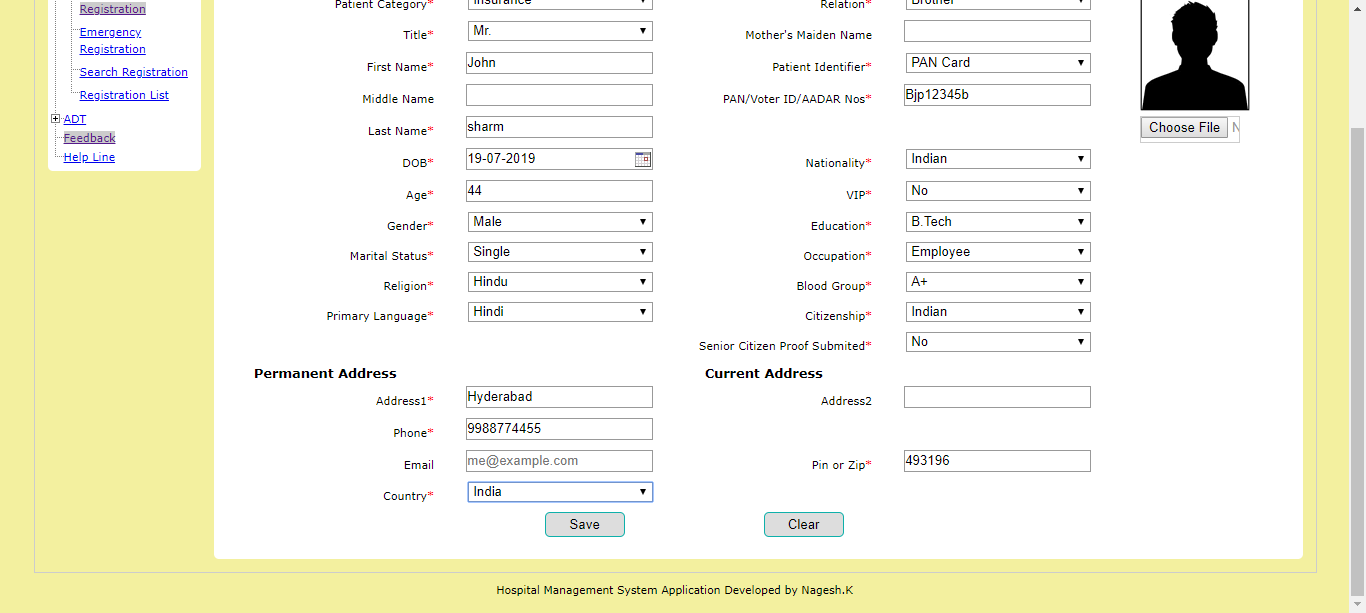 Registration
Emergency
Registration
Search Registration
Registration List
ADT
Feedback
Help Line
Patient Category* Insurance Relation* Brother
Title* Mr. Mother's Maiden Name
First Name* John Patient Identifier* PAN Card
Middle Name PAN/Voter ID/AADAR Nos* Bjp12345b
Choose File N
Last Name* sharm
DOB* 19-07-2019 Nationality* Indian
Age* 44 VIP* No
Gender* Male Education* B.Tech
Marital Status* Single Occupation* Employee
Religion* Hindu Blood Group* A+
Primary Language* Hindi Citizenship* Indian
Senior Citizen Proof Submited* No
Permanent Address Current Address
Address1* Hyderabad Address2
Phone* 9988774455
Email me@example.com Pin or Zip* 493196
Country* India
Save Clear
Hospital Management System Application Developed by Nagesh.K